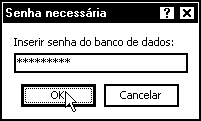 Senha necessária
Inserir senha do banco de dados:
*********
OK Cancelar